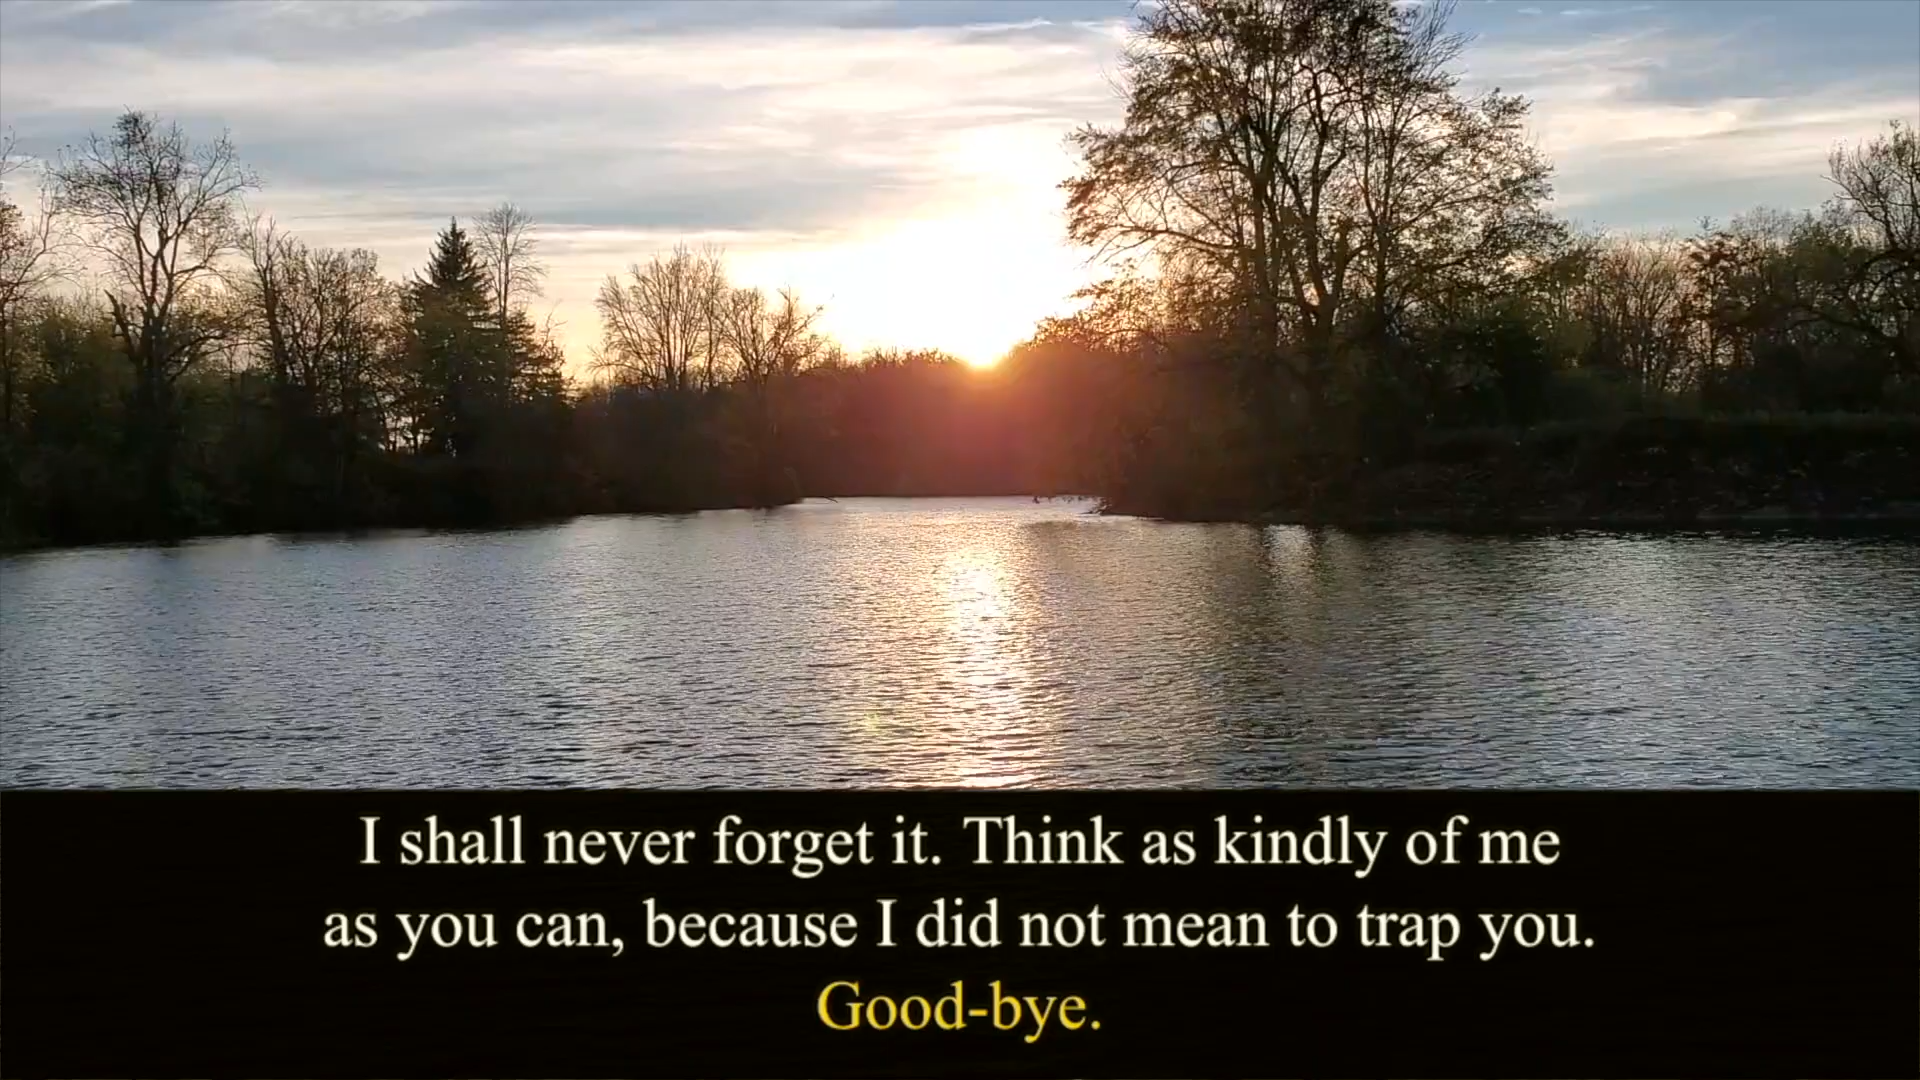 I shall never forget it. Think as kindly of me
as you can, because I did not mean to trap you.
Good-bye.